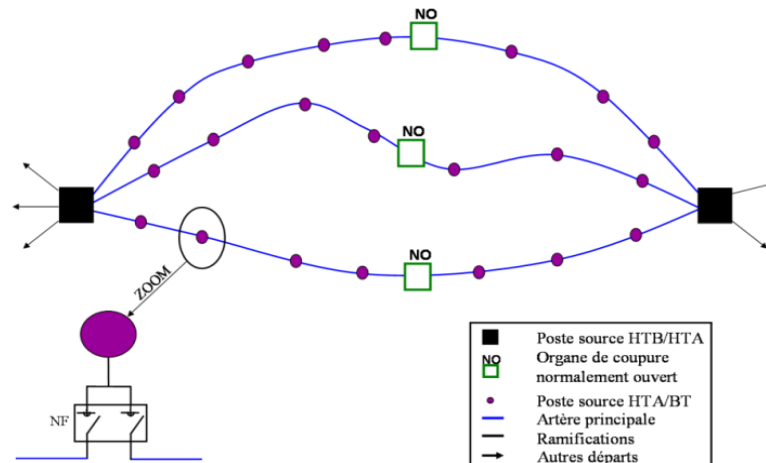 NO
NO
NO
ZOOM
NF
Poste source HTB/HTA
NO
Organe de coupure
normalement ouvert
Poste source HTA/BT
Artère principale
Ramifications
Autres départs